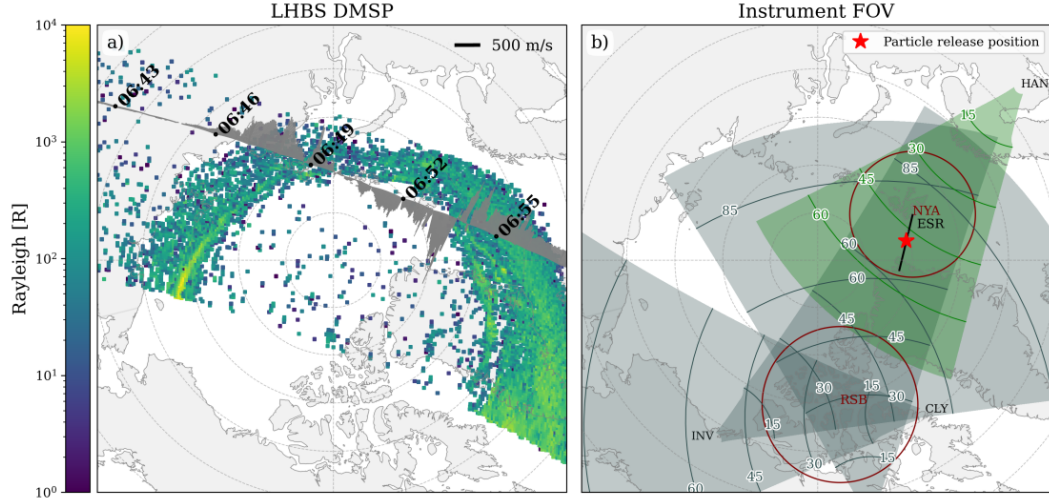 LHBS DMSP
Instrument FOV
10⁴
10³
10²
10¹
10⁰
Rayleigh [R]
a)
500 m/s
06:43
06:46
06:49
06:52
06:55
b)
Particle release position
HAN
15
30
45
85
85
60
NYA
ESR
60
60
45
45
45
30
15
30
RSB
CLY
INV
15
45
30
15
60